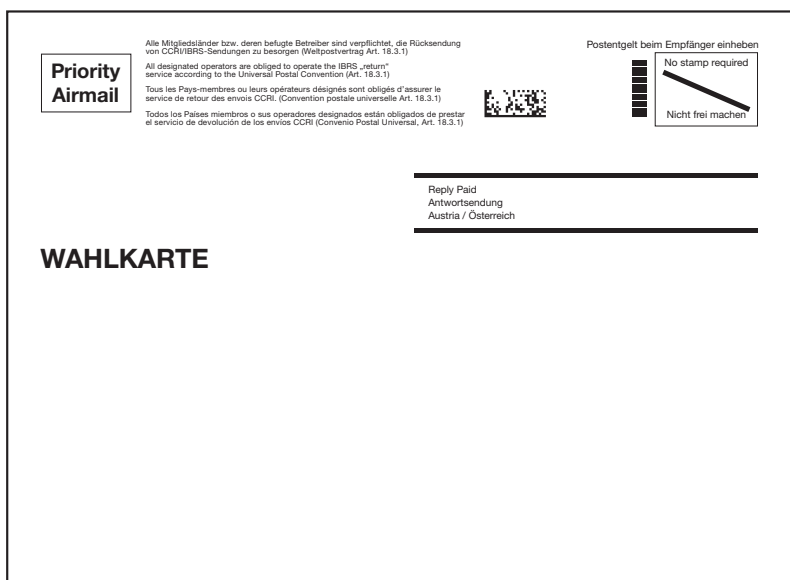 Priority
Airmail
Alle Mitgliedsländer bzw. deren befugte Betreiber sind verpflichtet, die Rücksendung
von CCRI/IBRS-Sendungen zu besorgen (Weltpostvertrag Art. 18.3.1)
All designated operators are obliged to operate the IBRS „return“
service according to the Universal Postal Convention (Art. 18.3.1)
Tous les Pays-membres ou leurs opérateurs désignés sont obligés d’assurer le
service de retour des envois CCRI. (Convention postale universelle Art. 18.3.1)
Todos los Países miembros o sus operadores designados están obligados de prestar
el servicio de devolución de los envíos CCRI (Convenio Postal Universal, Art. 18.3.1)
Postentgelt beim Empfänger einheben
No stamp required
Nicht frei machen
Reply Paid
Antwortsendung
Austria / Österreich
WAHLKARTE